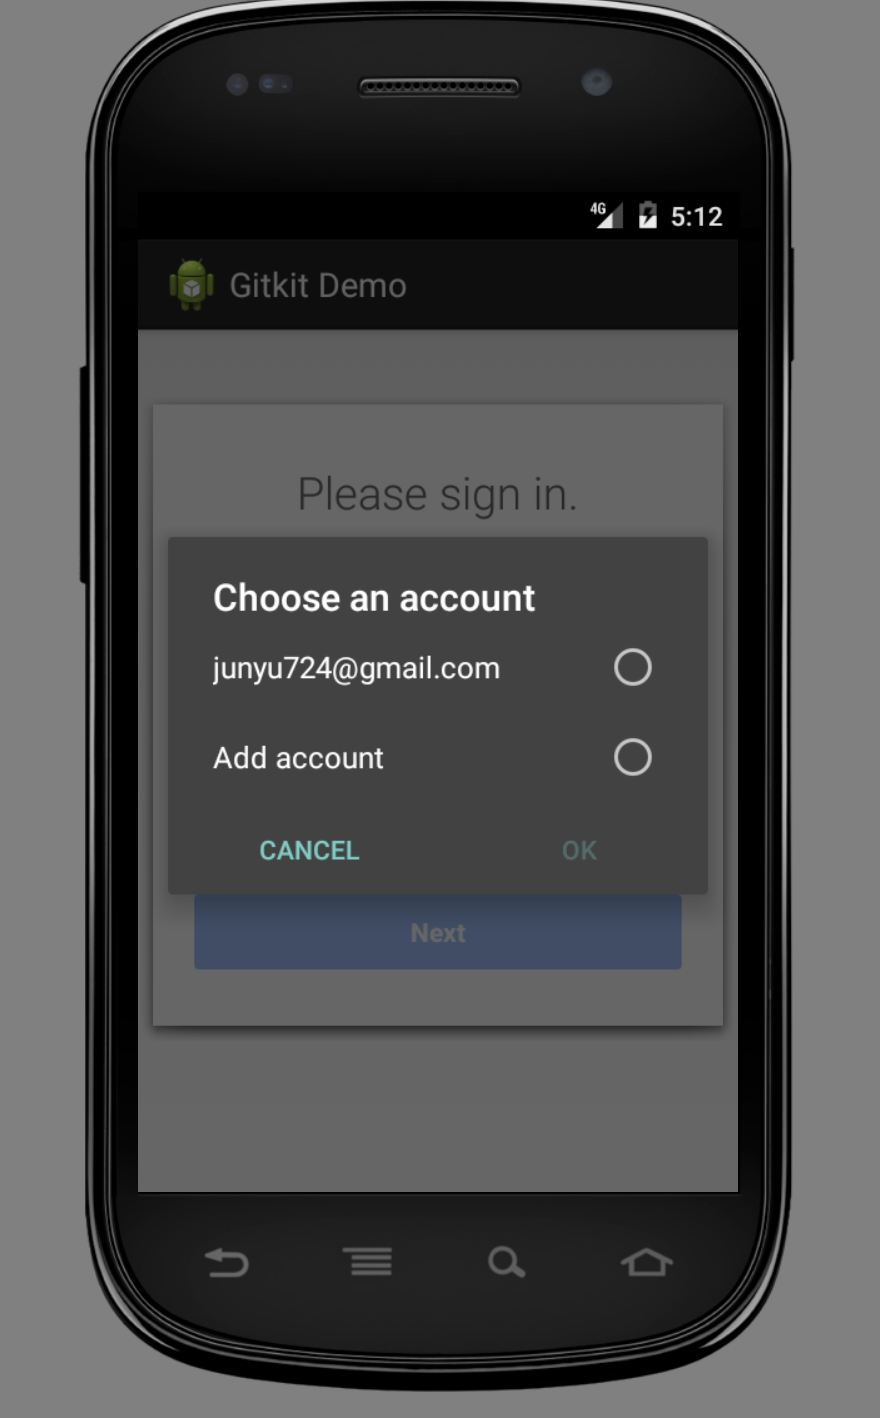 4G 5:12
Gitkit Demo
Please sign in.
Choose an account
junyu724@gmail.com
Add account
CANCEL OK
Next